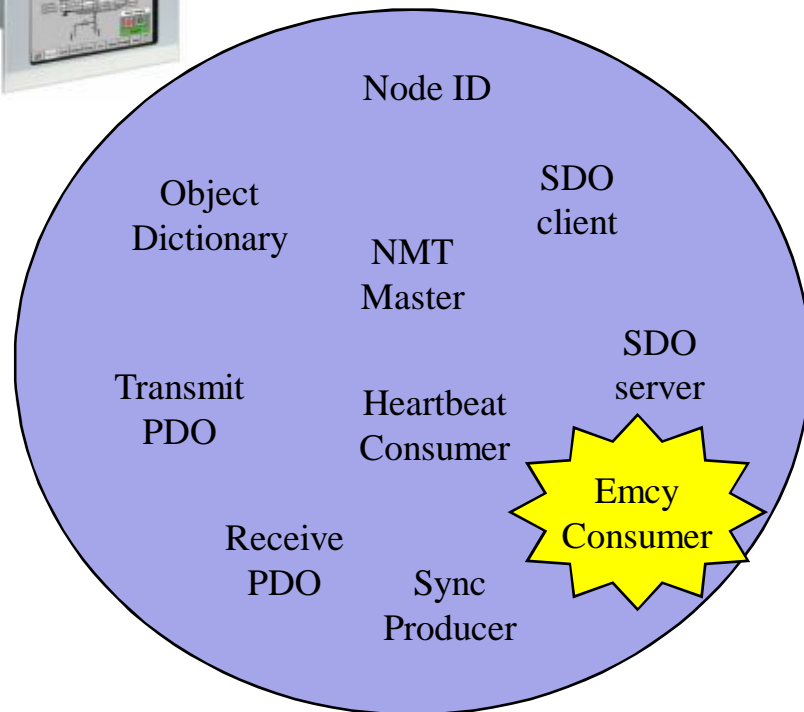 Node ID
Object
Dictionary
SDO
client
NMT
Master
SDO
server
Transmit
PDO
Heartbeat
Consumer
Emcy
Consumer
Receive
PDO
Sync
Producer